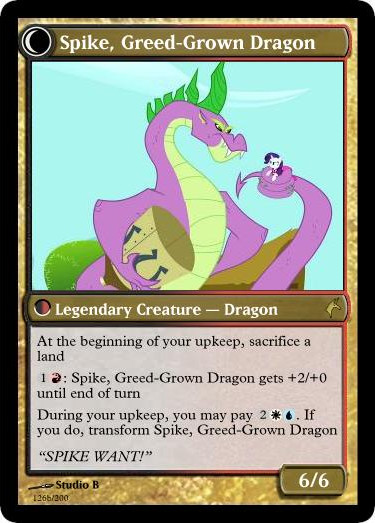 Spike, Greed-Grown Dragon
Legendary Creature — Dragon
At the beginning of your upkeep, sacrifice a
land
1 : Spike, Greed-Grown Dragon gets +2/+0
until end of turn
During your upkeep, you may pay 2 . If
you do, transform Spike, Greed-Grown Dragon
“SPIKE WANT!”
Studio B
126b/200
6/6